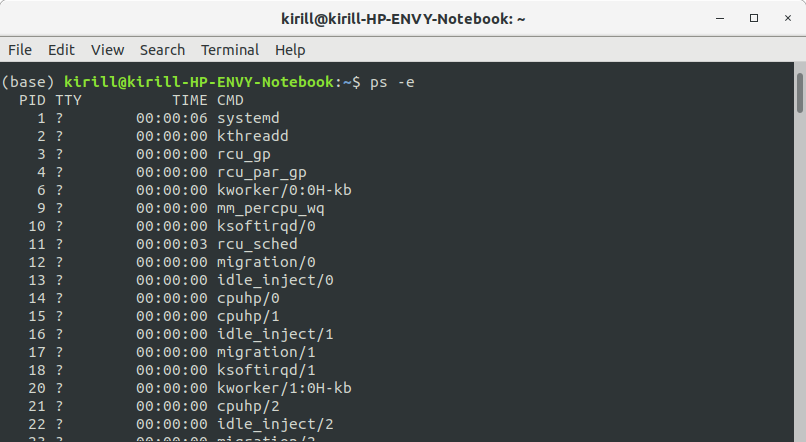 kirill@kirill-HP-ENVY-Notebook: ~
File Edit View Search Terminal Help
(base) kirill@kirill-HP-ENVY-Notebook:~$ ps -e
PID TTY TIME CMD
1 ? 00:00:06 systemd
2 ? 00:00:00 kthreadd
3 ? 00:00:00 rcu_gp
4 ? 00:00:00 rcu_par_gp
6 ? 00:00:00 kworker/0:0H-kb
9 ? 00:00:00 mm_percpu_wq
10 ? 00:00:00 ksoftirqd/0
11 ? 00:00:03 rcu_sched
12 ? 00:00:00 migration/0
13 ? 00:00:00 idle_inject/0
14 ? 00:00:00 cpuhp/0
15 ? 00:00:00 cpuhp/1
16 ? 00:00:00 idle_inject/1
17 ? 00:00:00 migration/1
18 ? 00:00:00 ksoftirqd/1
20 ? 00:00:00 kworker/1:0H-kb
21 ? 00:00:00 cpuhp/2
22 ? 00:00:00 idle_inject/2
23 ? 00:00:00 migration/2